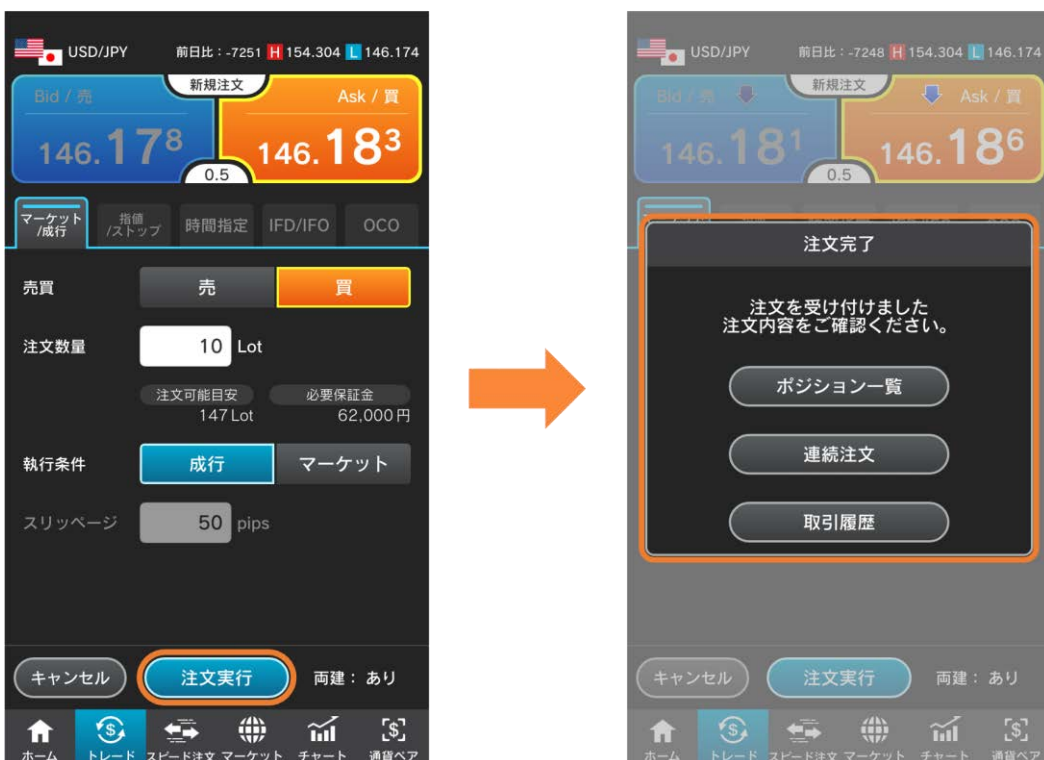 USD/JPY 前日比：-7251 H 154.304 L 146.174
新規注文
Bid / 売
Ask / 買
146.178
146.183
0.5
マーケット
/成行
指値
/ストップ
時間指定
IFD/IFO
OCO
売買
売
買
注文数量
10 Lot
注文可能目安
147 Lot
必要保証金
62,000円
執行条件
成行
マーケット
スリッページ
50 pips
キャンセル
注文実行
両建： あり
ホーム
トレード
スピード注文
マーケット
チャート
通貨ペア
USD/JPY 前日比：-7248 H 154.304 L 146.174
新規注文
Bid / 売
Ask / 買
146.181
146.186
0.5
注文完了
注文を受け付けました
注文内容をご確認ください。
ポジション一覧
連続注文
取引履歴
キャンセル
注文実行
両建： あり
ホーム
トレード
スピード注文
マーケット
チャート
通貨ペア